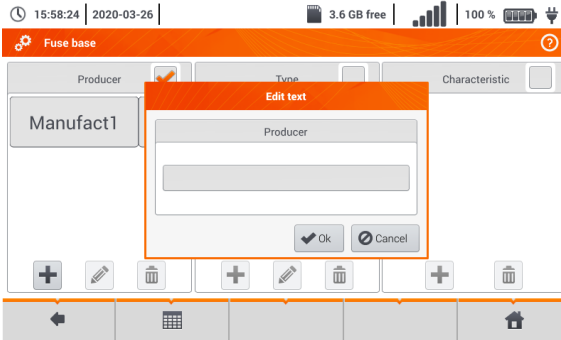 15:58:24 2020-03-26 3.6 GB free 100 %
Fuse base ?
Producer Type Characteristic
Edit text
Manufact1
Producer
Ok Cancel